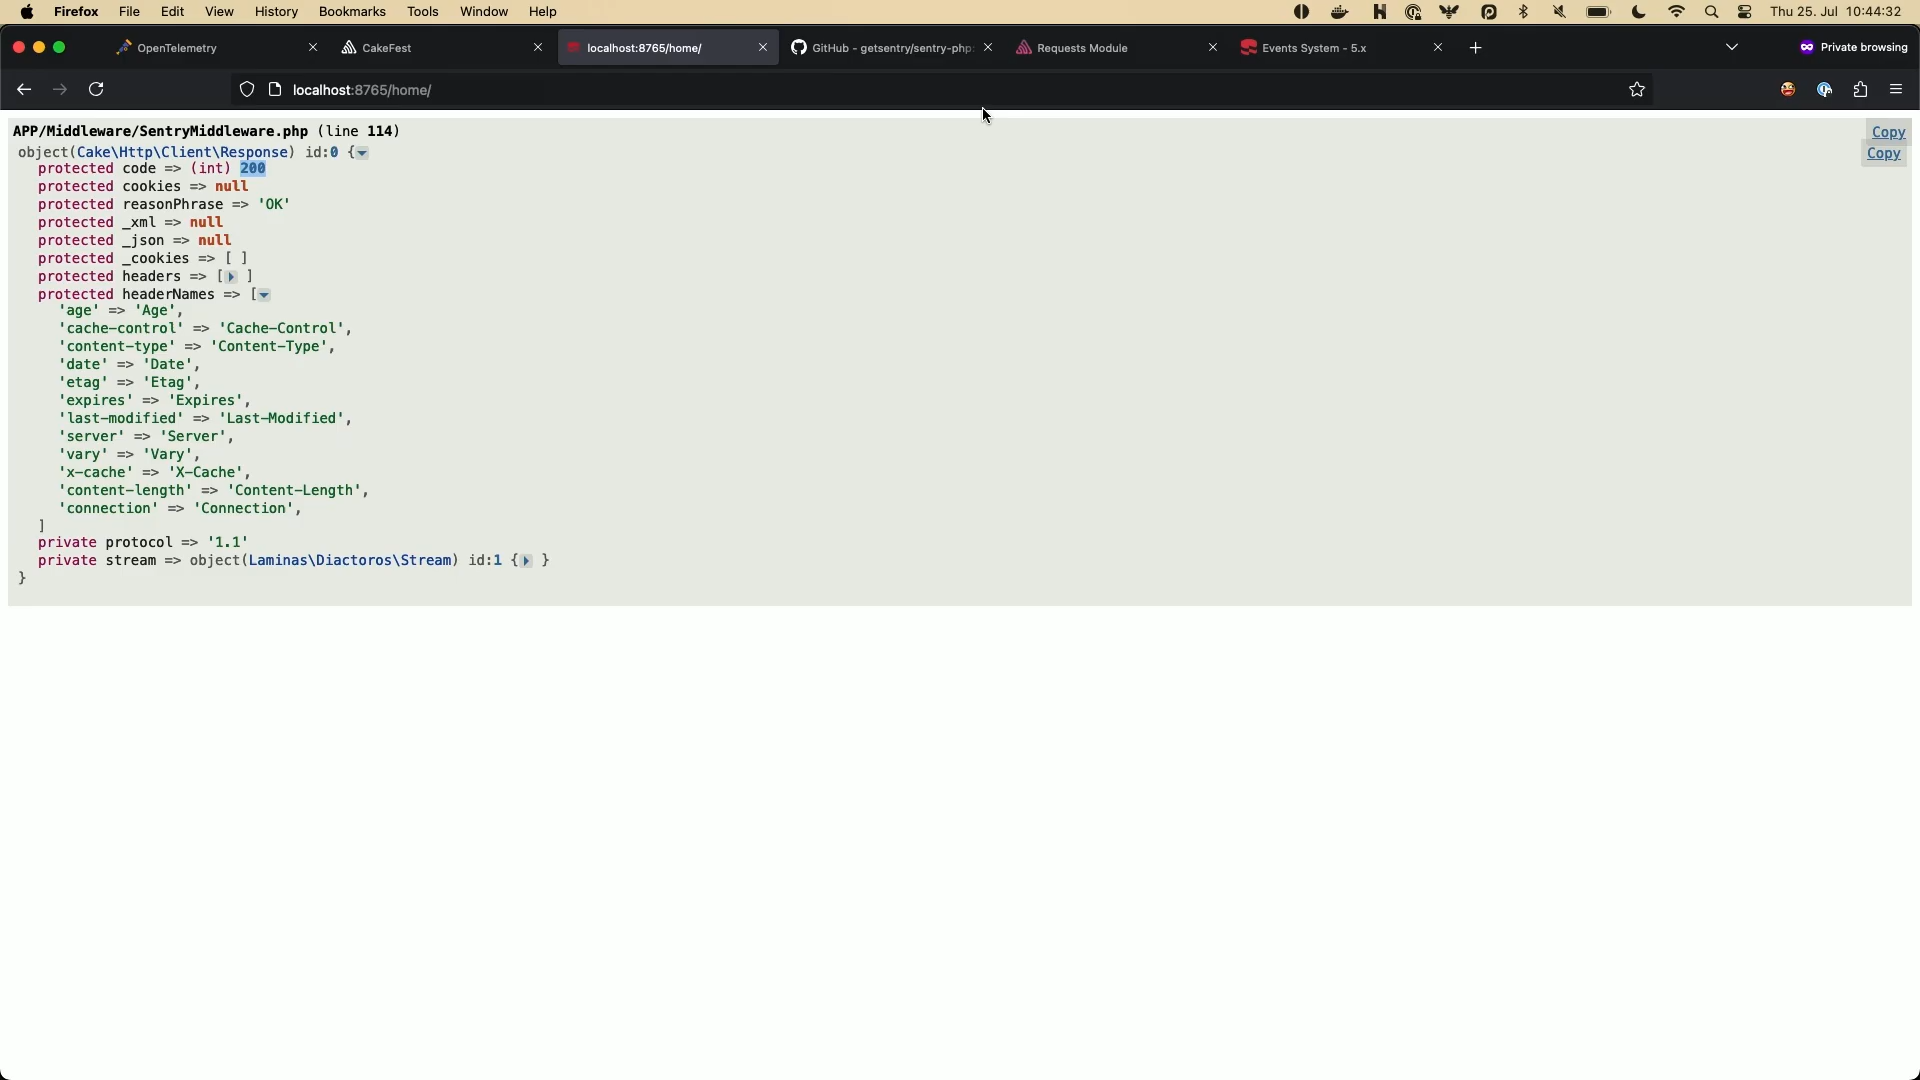 Firefox File Edit View History Bookmarks Tools Window Help Thu 25. Jul 10:44:32
OpenTelemetry CakeFest localhost:8765/home/ GitHub - getsentry/sentry-php: Requests Module Events System - 5.x Private browsing
localhost:8765/home/
APP/Middleware/SentryMiddleware.php (line 114) Copy
object(Cake\Http\Client\Response) id:0 { Copy
protected code => (int) 200
protected cookies => null
protected reasonPhrase => 'OK'
protected _xml => null
protected _json => null
protected _cookies => [ ]
protected headers => [ ]
protected headerNames => [
'age' => 'Age',
'cache-control' => 'Cache-Control',
'content-type' => 'Content-Type',
'date' => 'Date',
'etag' => 'Etag',
'expires' => 'Expires',
'last-modified' => 'Last-Modified',
'server' => 'Server',
'vary' => 'Vary',
'x-cache' => 'X-Cache',
'content-length' => 'Content-Length',
'connection' => 'Connection',
]
private protocol => '1.1'
private stream => object(Laminas\Diactoros\Stream) id:1 { }
}